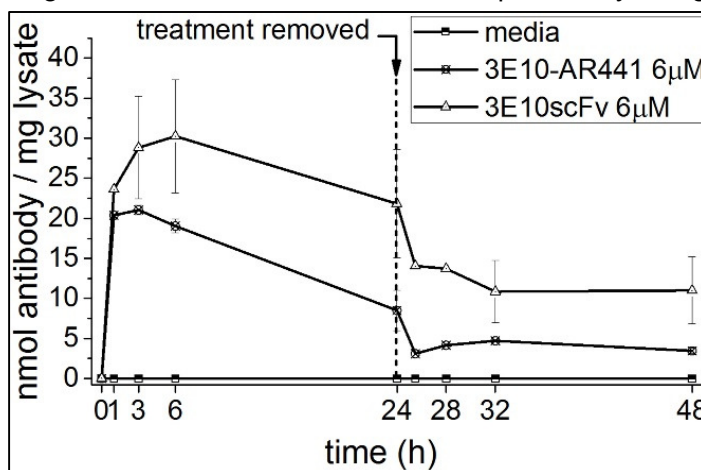 treatment removed
media
3E10-AR441 6μM
3E10scFv 6μM
nmol antibody / mg lysate
40
35
30
25
20
15
10
5
0
0 1 3 6 24 28 32 48
time (h)